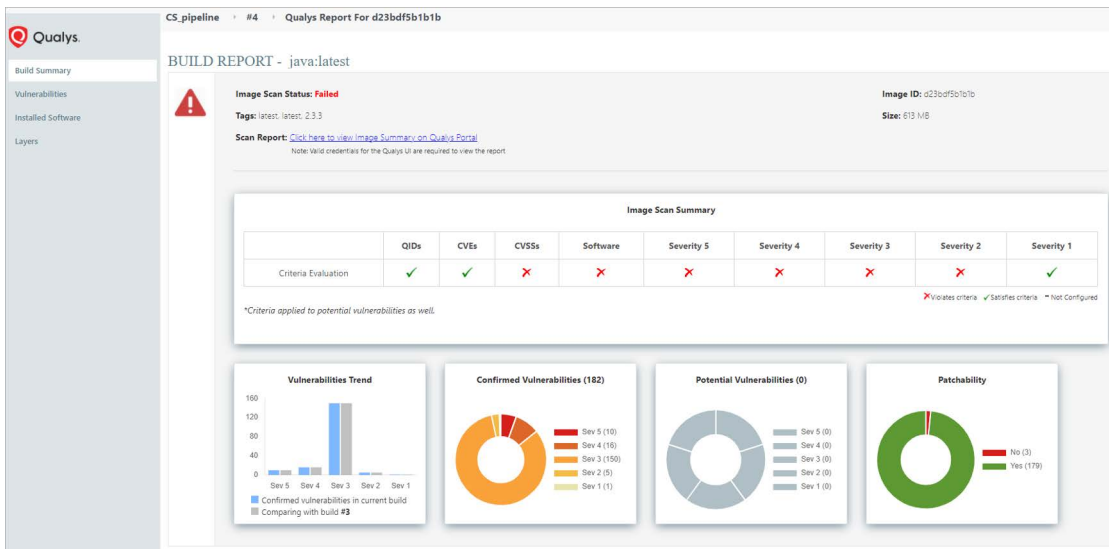 CS_pipeline › #4 › Qualys Report For d23bdf5b1b1b
Qualys.
Build Summary
Vulnerabilities
Installed Software
Layers
BUILD REPORT - java:latest
Image Scan Status: Failed
Image ID: d23bdf5b1b1b
Tags: latest, latest, 2.3.3
Size: 613 MB
Scan Report: Click here to view Image Summary on Qualys Portal
Note: Valid credentials for the Qualys UI are required to view the report
Image Scan Summary
QIDs CVEs CVSSs Software Severity 5 Severity 4 Severity 3 Severity 2 Severity 1
Criteria Evaluation ✓ ✓ ✗ ✗ ✗ ✗ ✗ ✗ ✓
✗ Violates criteria ✓ Satisfies criteria – Not Configured
*Criteria applied to potential vulnerabilities as well.
Vulnerabilities Trend
160
120
80
40
0
Sev 5 Sev 4 Sev 3 Sev 2 Sev 1
Confirmed vulnerabilities in current build
Comparing with build #3
Confirmed Vulnerabilities (182)
Sev 5 (10)
Sev 4 (16)
Sev 3 (150)
Sev 2 (5)
Sev 1 (1)
Potential Vulnerabilities (0)
Sev 5 (0)
Sev 4 (0)
Sev 3 (0)
Sev 2 (0)
Sev 1 (0)
Patchability
No (3)
Yes (179)